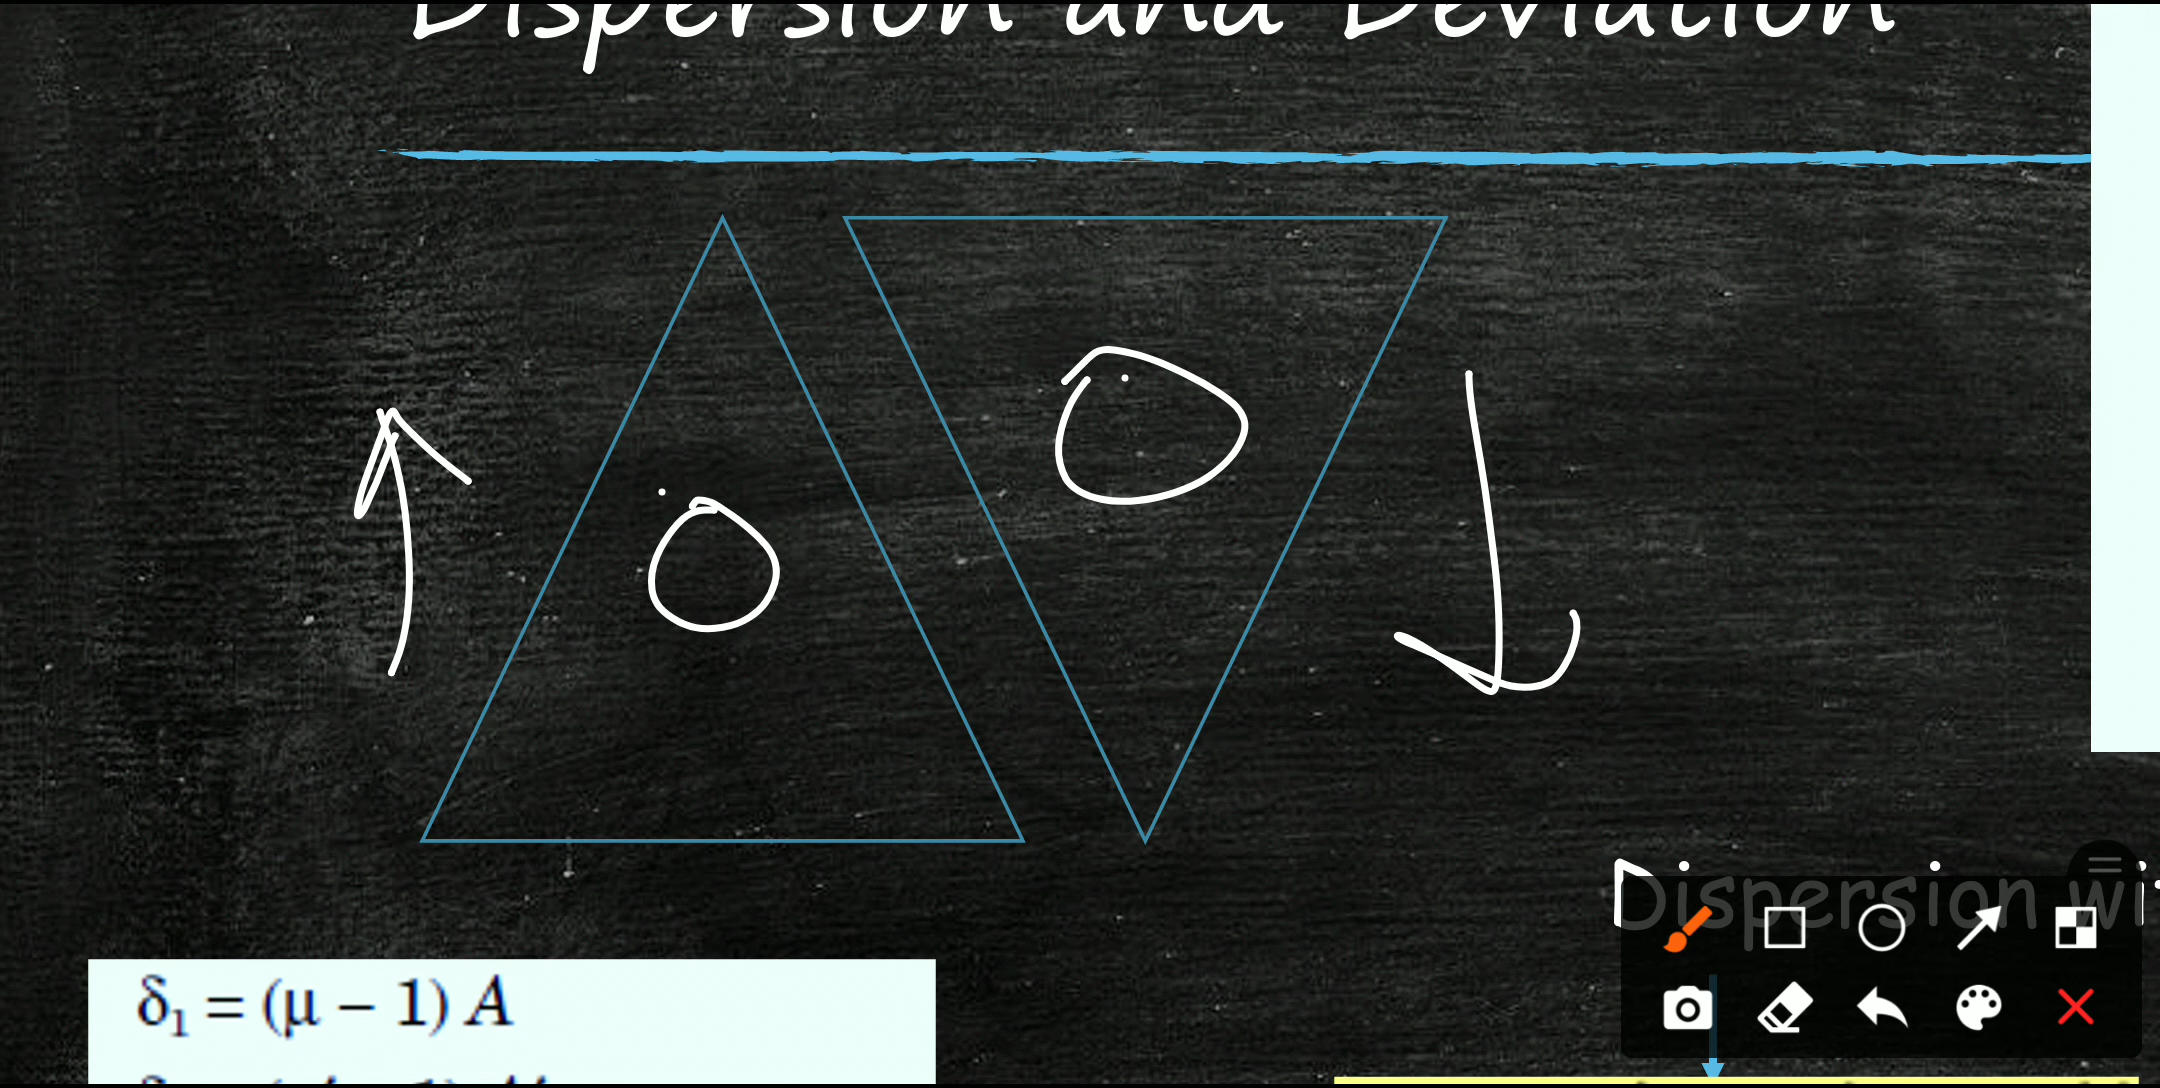 Dispersion and Deviation
Dispersion wi
δ₁ = (μ − 1) A